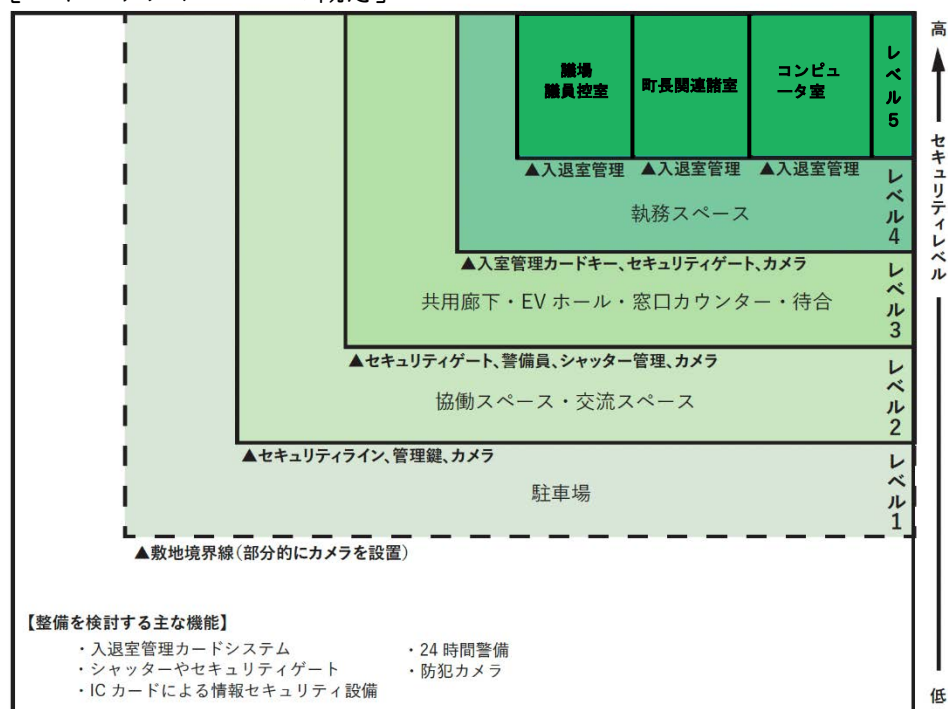 高
議場
議員控室
町長関連諸室
コンピュ
ータ室
レベル5
▲入退室管理
▲入退室管理
▲入退室管理
執務スペース
レベル4
セキュリティレベル
▲入室管理カードキー、セキュリティゲート、カメラ
共用廊下・EVホール・窓口カウンター・待合
レベル3
▲セキュリティゲート、警備員、シャッター管理、カメラ
協働スペース・交流スペース
レベル2
▲セキュリティライン、管理鍵、カメラ
駐車場
レベル1
▲敷地境界線(部分的にカメラを設置)
【整備を検討する主な機能】
・入退室管理カードシステム
・24時間警備
・シャッターやセキュリティゲート
・防犯カメラ
・ICカードによる情報セキュリティ設備
低